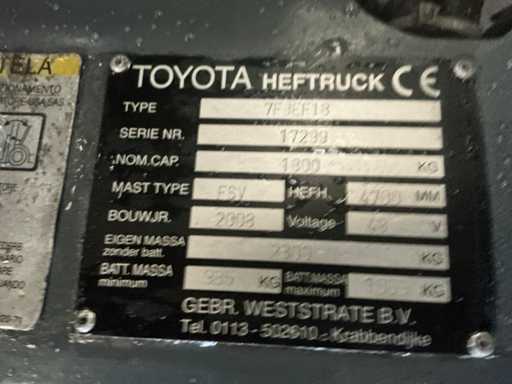 TELA
TOYOTA HEFTRUCK CE
TYPE
SERIE NR. 17299
NOM.CAP. 1800 KG
MAST TYPE FSV HEFH. 4700 MM
BOUWJR. 2008 Voltage 48 V
EIGEN MASSA
zonder batt. KG
BATT. MASSA
minimum KG BATT.MASSA
maximum KG
GEBR. WESTSTRATE B.V.
Tel. 0113 - 502610 - Krabbendijke